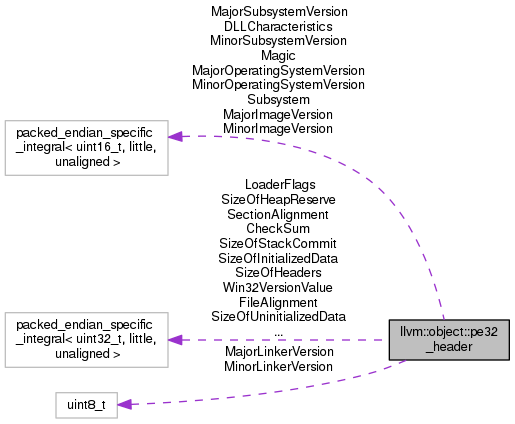 MajorSubsystemVersion
DLLCharacteristics
MinorSubsystemVersion
Magic
MajorOperatingSystemVersion
MinorOperatingSystemVersion
Subsystem
MajorImageVersion
MinorImageVersion
packed_endian_specific
_integral< uint16_t, little,
unaligned >
LoaderFlags
SizeOfHeapReserve
SectionAlignment
CheckSum
SizeOfStackCommit
SizeOfInitializedData
SizeOfHeaders
Win32VersionValue
FileAlignment
SizeOfUninitializedData
...
packed_endian_specific
_integral< uint32_t, little,
unaligned >
llvm::object::pe32
_header
MajorLinkerVersion
MinorLinkerVersion
uint8_t